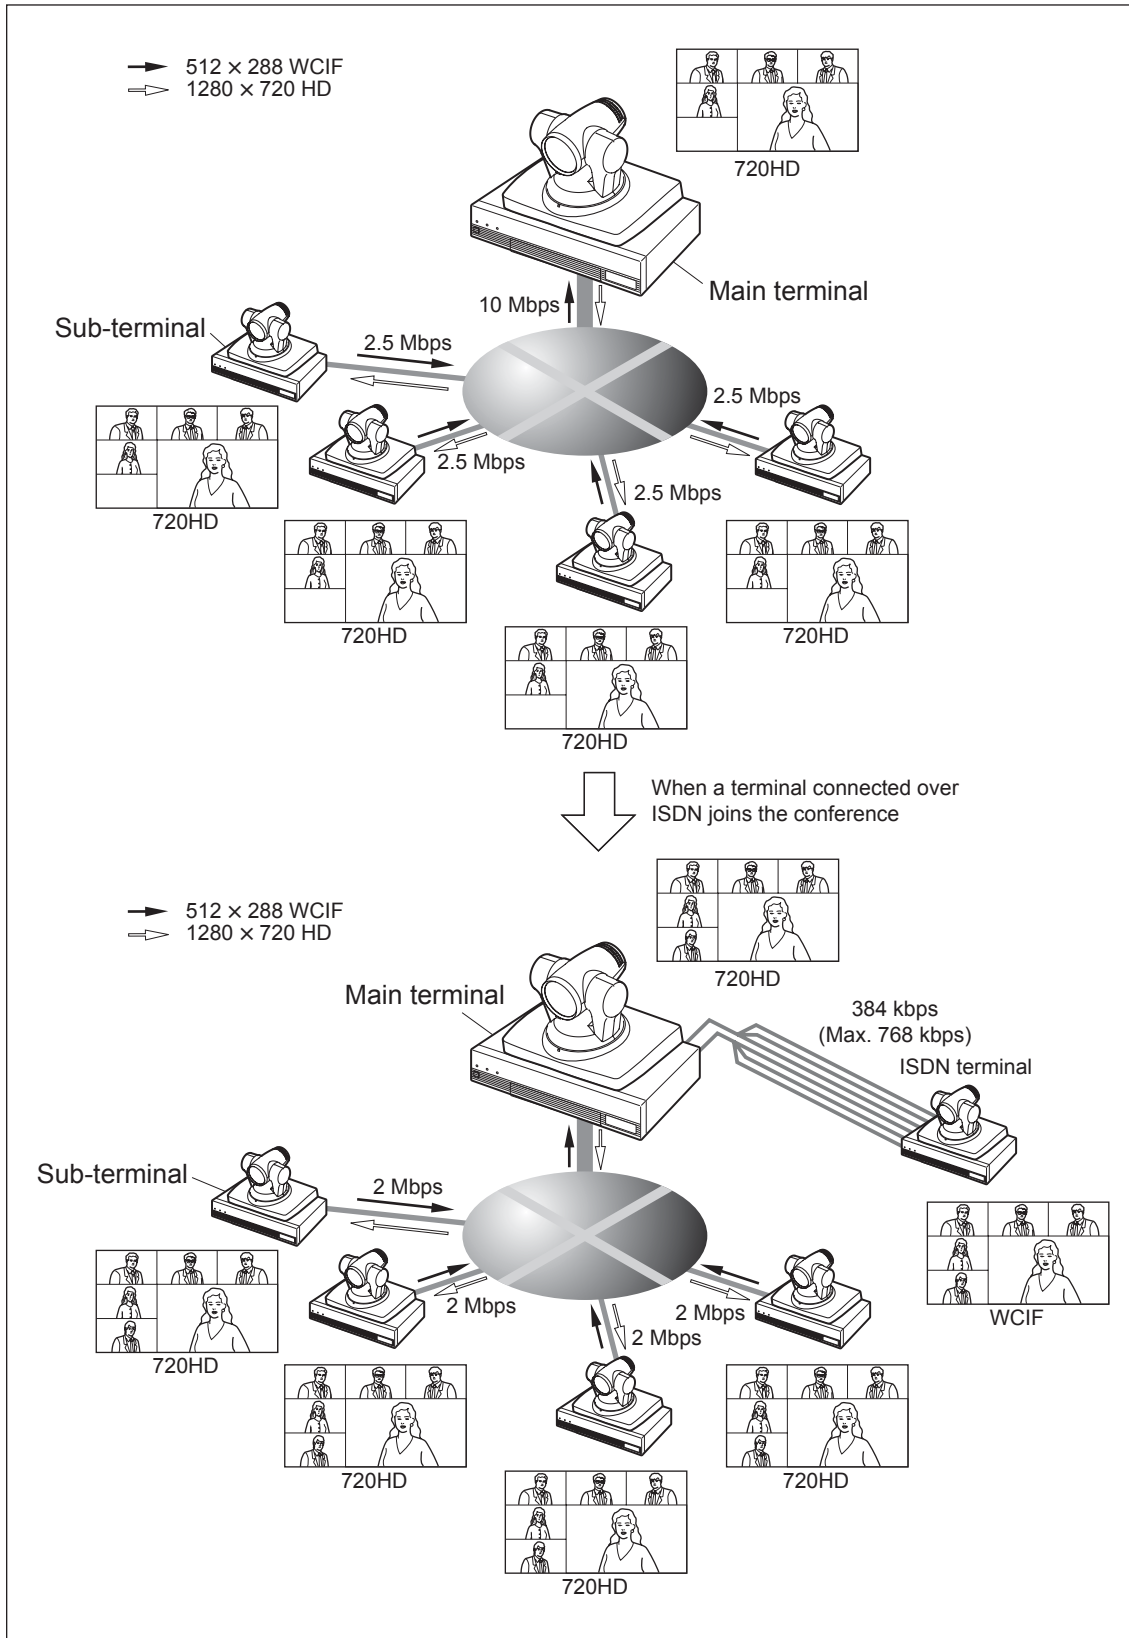 512 × 288 WCIF
1280 × 720 HD
720HD
Main terminal
10 Mbps
Sub-terminal
2.5 Mbps
2.5 Mbps
2.5 Mbps
2.5 Mbps
720HD
720HD
720HD
720HD
When a terminal connected over
ISDN joins the conference
512 × 288 WCIF
1280 × 720 HD
720HD
Main terminal
384 kbps
(Max. 768 kbps)
ISDN terminal
Sub-terminal
2 Mbps
2 Mbps
2 Mbps
2 Mbps
WCIF
720HD
720HD
720HD
720HD